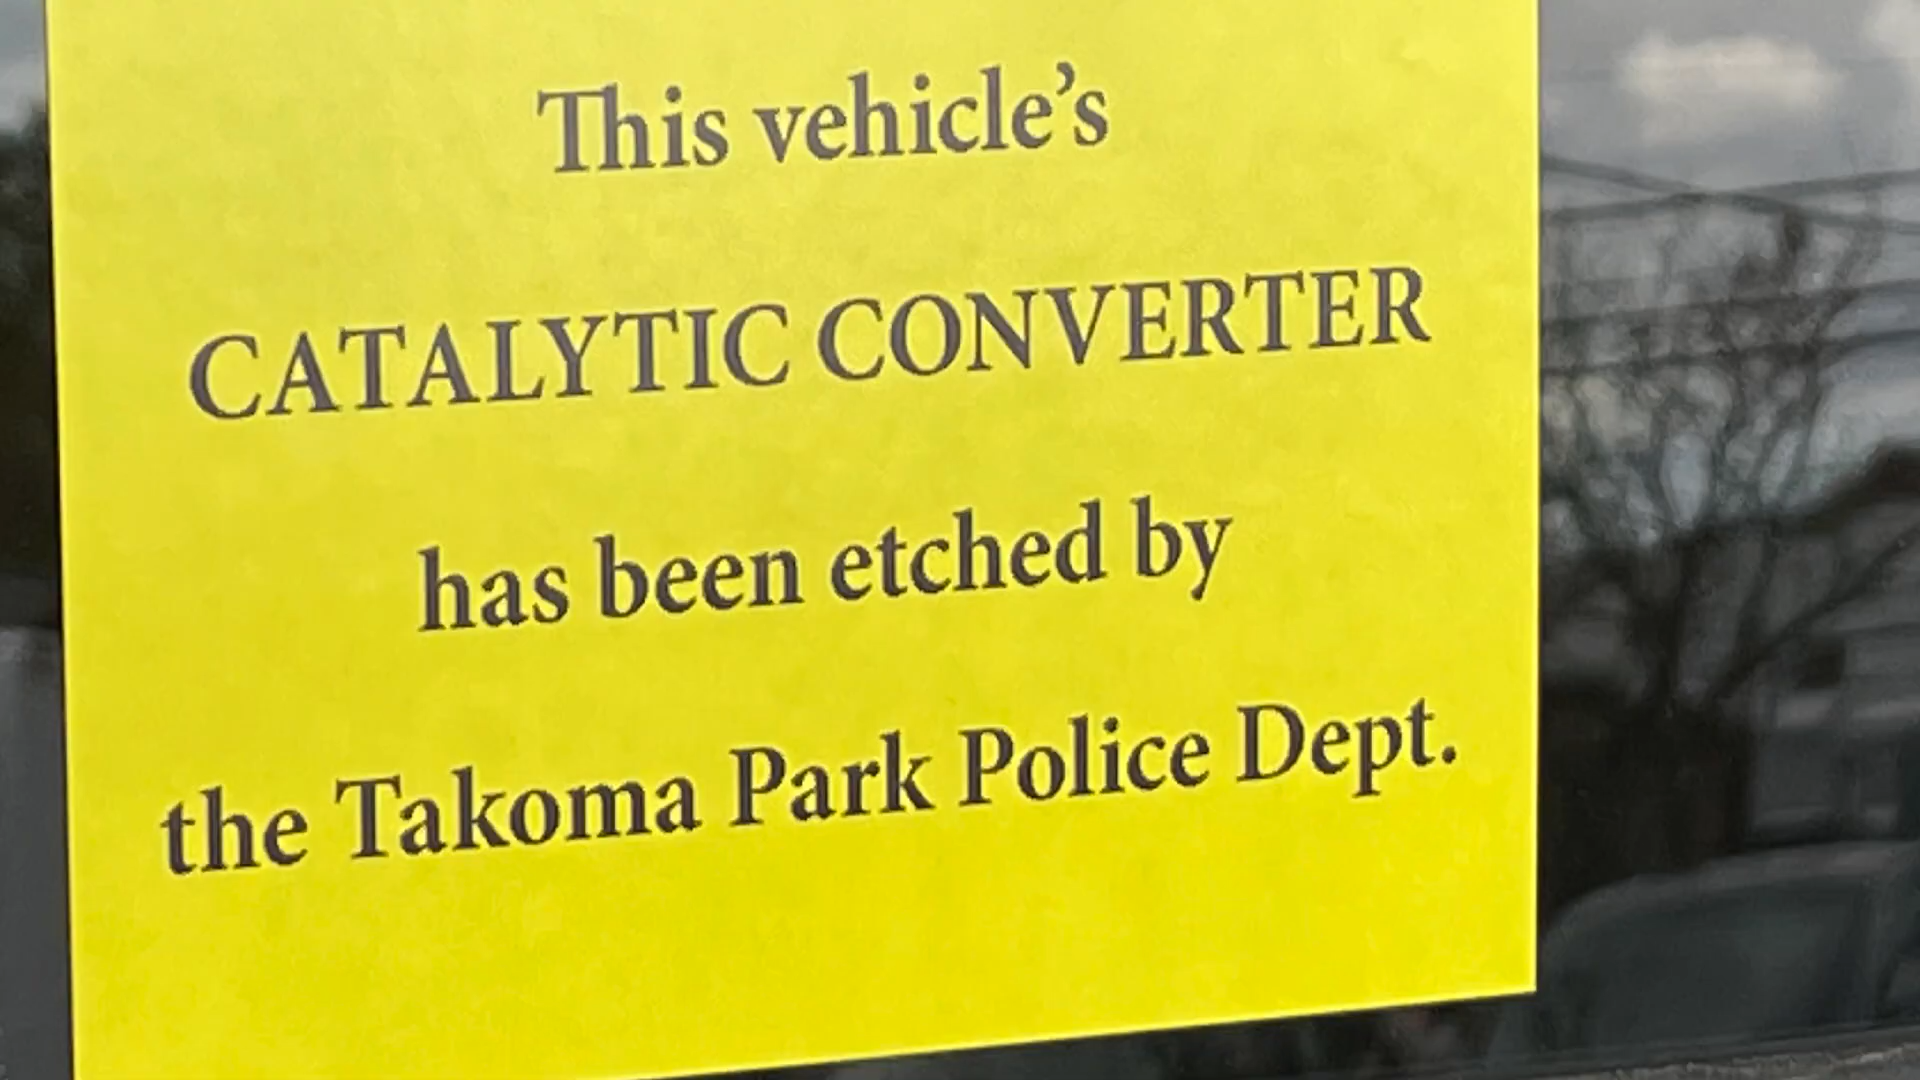 This vehicle’s
CATALYTIC CONVERTER
has been etched by
the Takoma Park Police Dept.